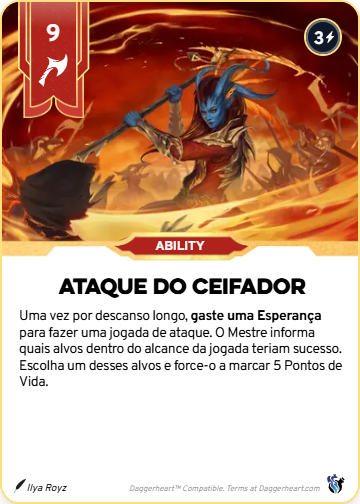 9
3
ABILITY
ATAQUE DO CEIFADOR
Uma vez por descanso longo, gaste uma Esperança
para fazer uma jogada de ataque. O Mestre informa
quais alvos dentro do alcance da jogada teriam sucesso.
Escolha um desses alvos e force-o a marcar 5 Pontos de
Vida.
Ilya Royz
Daggerheart™ Compatible. Terms at Daggerheart.com